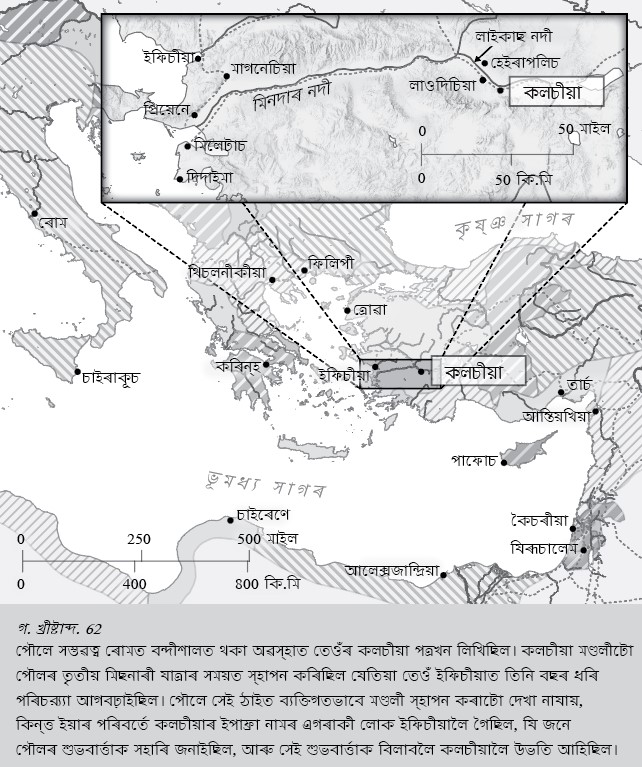 লাইকাছ নদী
ইফিচীয়া
মাগনেচিয়া
হেইৰাপলিচ
লাওদিচিয়া
কলচীয়া
মিনদাৰ নদী
প্ৰিয়েনে
0 50 মাইল
মিলেটাচ
0 50 কি.মি
দিদাইমা
ৰোম
কৃষ্ঞ সাগৰ
ফিলিপী
থিচলনীকীয়া
ত্ৰোৱা
কৰিন্হ
ইফিচীয়া
কলচীয়া
চাইৰাকূচ
তাৰ্চ
আন্তিয়খিয়া
পাফোচ
ভূমধ্য সাগৰ
চাইৰেণে
কৈচৰীয়া
যিৰূচালেম
0 250 500 মাইল
আলেক্সজান্দ্ৰিয়া
0 400 800 কি.মি
গ. খ্ৰীষ্টাব্দ. 62
পৌলে সম্ভৱত্ব ৰোমত বন্দীশালত থকা অৱস্হাত তেওঁৰ কলচীয়া পত্ৰখন লিখিছিল। কলচীয়া মণ্ডলীটো
পৌলৰ তৃতীয় মিছনাৰী যাত্ৰাৰ সময়ত স্হাপন কৰিছিল যেতিয়া তেওঁ ইফিচীয়াত তিনি বছৰ ধৰি
পৰিচৰ্য়্যা আগবঢ়াইছিল। পৌলে সেই ঠাইত ব্যক্তিগতভাবে মণ্ডলী স্হাপন কৰাটো দেখা নাযায়,
কিন্ত্ত ইয়াৰ পৰিবৰ্তে কলচীয়াৰ ইপাফ্ৰা নামৰ এগৰাকী লোক ইফিচীয়ালৈ গৈছিল, যি জনে
পৌলৰ শুভবাৰ্ত্তাক সহাৰি জনাইছিল, আৰু সেই শুভবাৰ্ত্তাক বিলাবলৈ কলচীয়ালৈ উভতি আহিছিল।